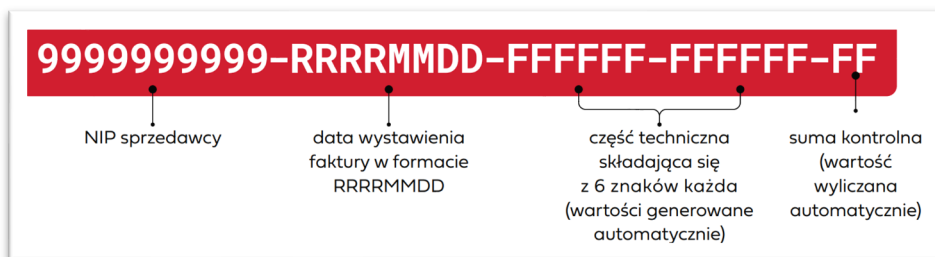 9999999999-RRRRMMDD-FFFFFF-FFFFFF-FF
NIP sprzedawcy
data wystawienia
faktury w formacie
RRRRMMDD
część techniczna
składająca się
z 6 znaków każda
(wartości generowane
automatycznie)
suma kontrolna
(wartość
wyliczana
automatycznie)